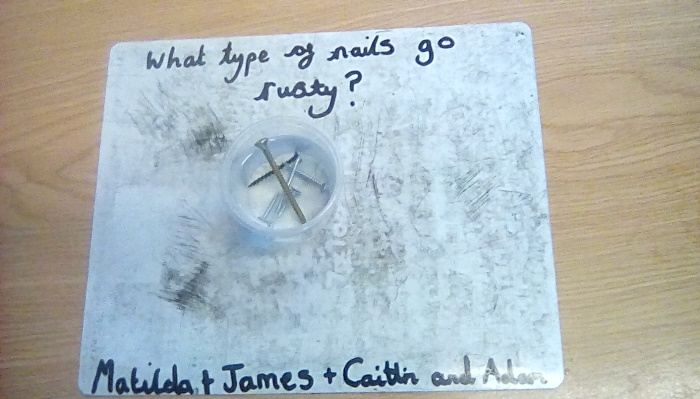 What type of nails go
rusty?
Matilda + James + Caitlin and Adam